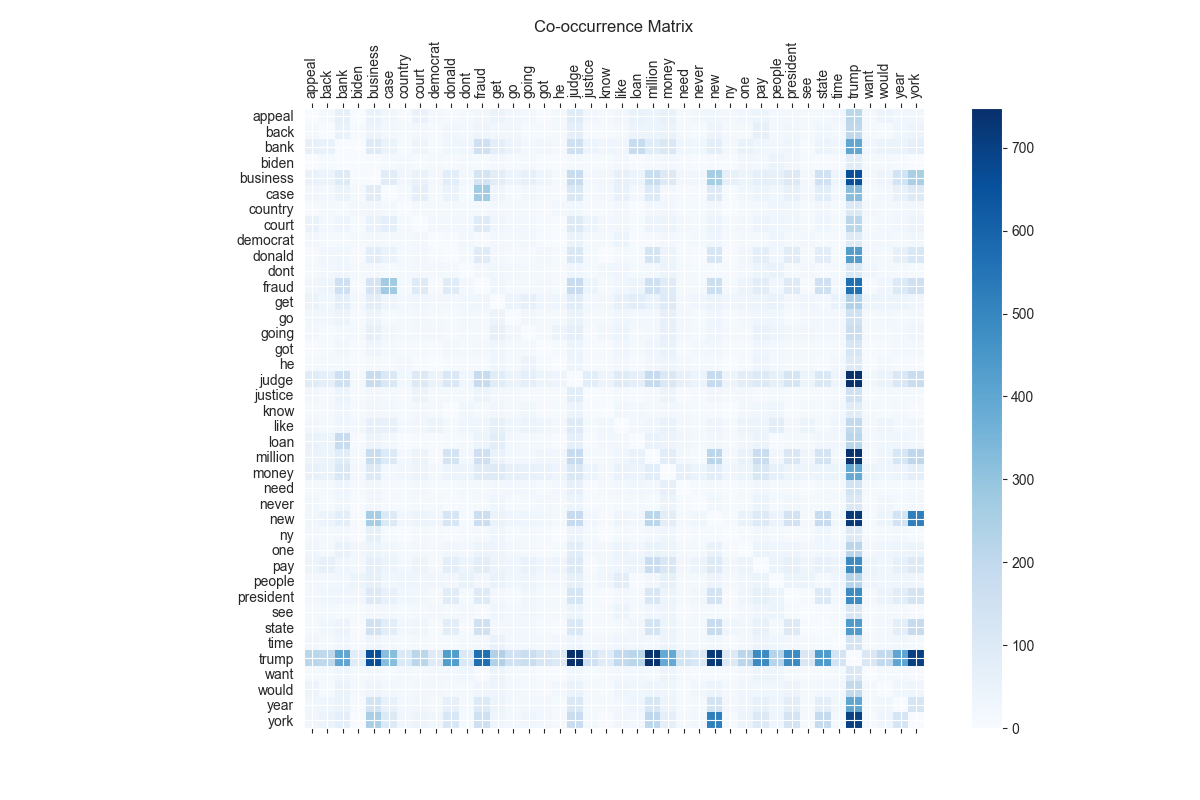 Co-occurrence Matrix
appeal back bank biden business case country court democrat donald dont fraud get go going got he judge justice know like loan million money need never new ny one pay people president see state time trump want would year york
appeal
back
bank
biden
business
case
country
court
democrat
donald
dont
fraud
get
go
going
got
he
judge
justice
know
like
loan
million
money
need
never
new
ny
one
pay
people
president
see
state
time
trump
want
would
year
york
700
600
500
400
300
200
100
0